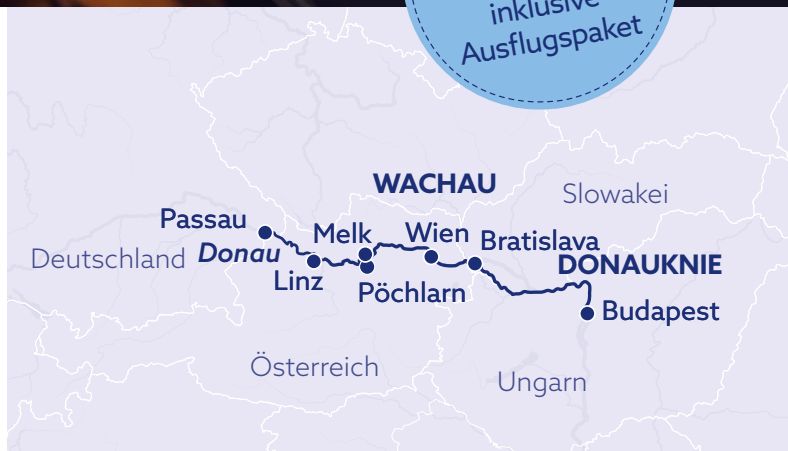 inklusive
Ausflugspaket
WACHAU
Slowakei
Passau
Melk
Wien
Bratislava
Deutschland
Donau
DONAUKNIE
Linz
Pöchlarn
Budapest
Österreich
Ungarn